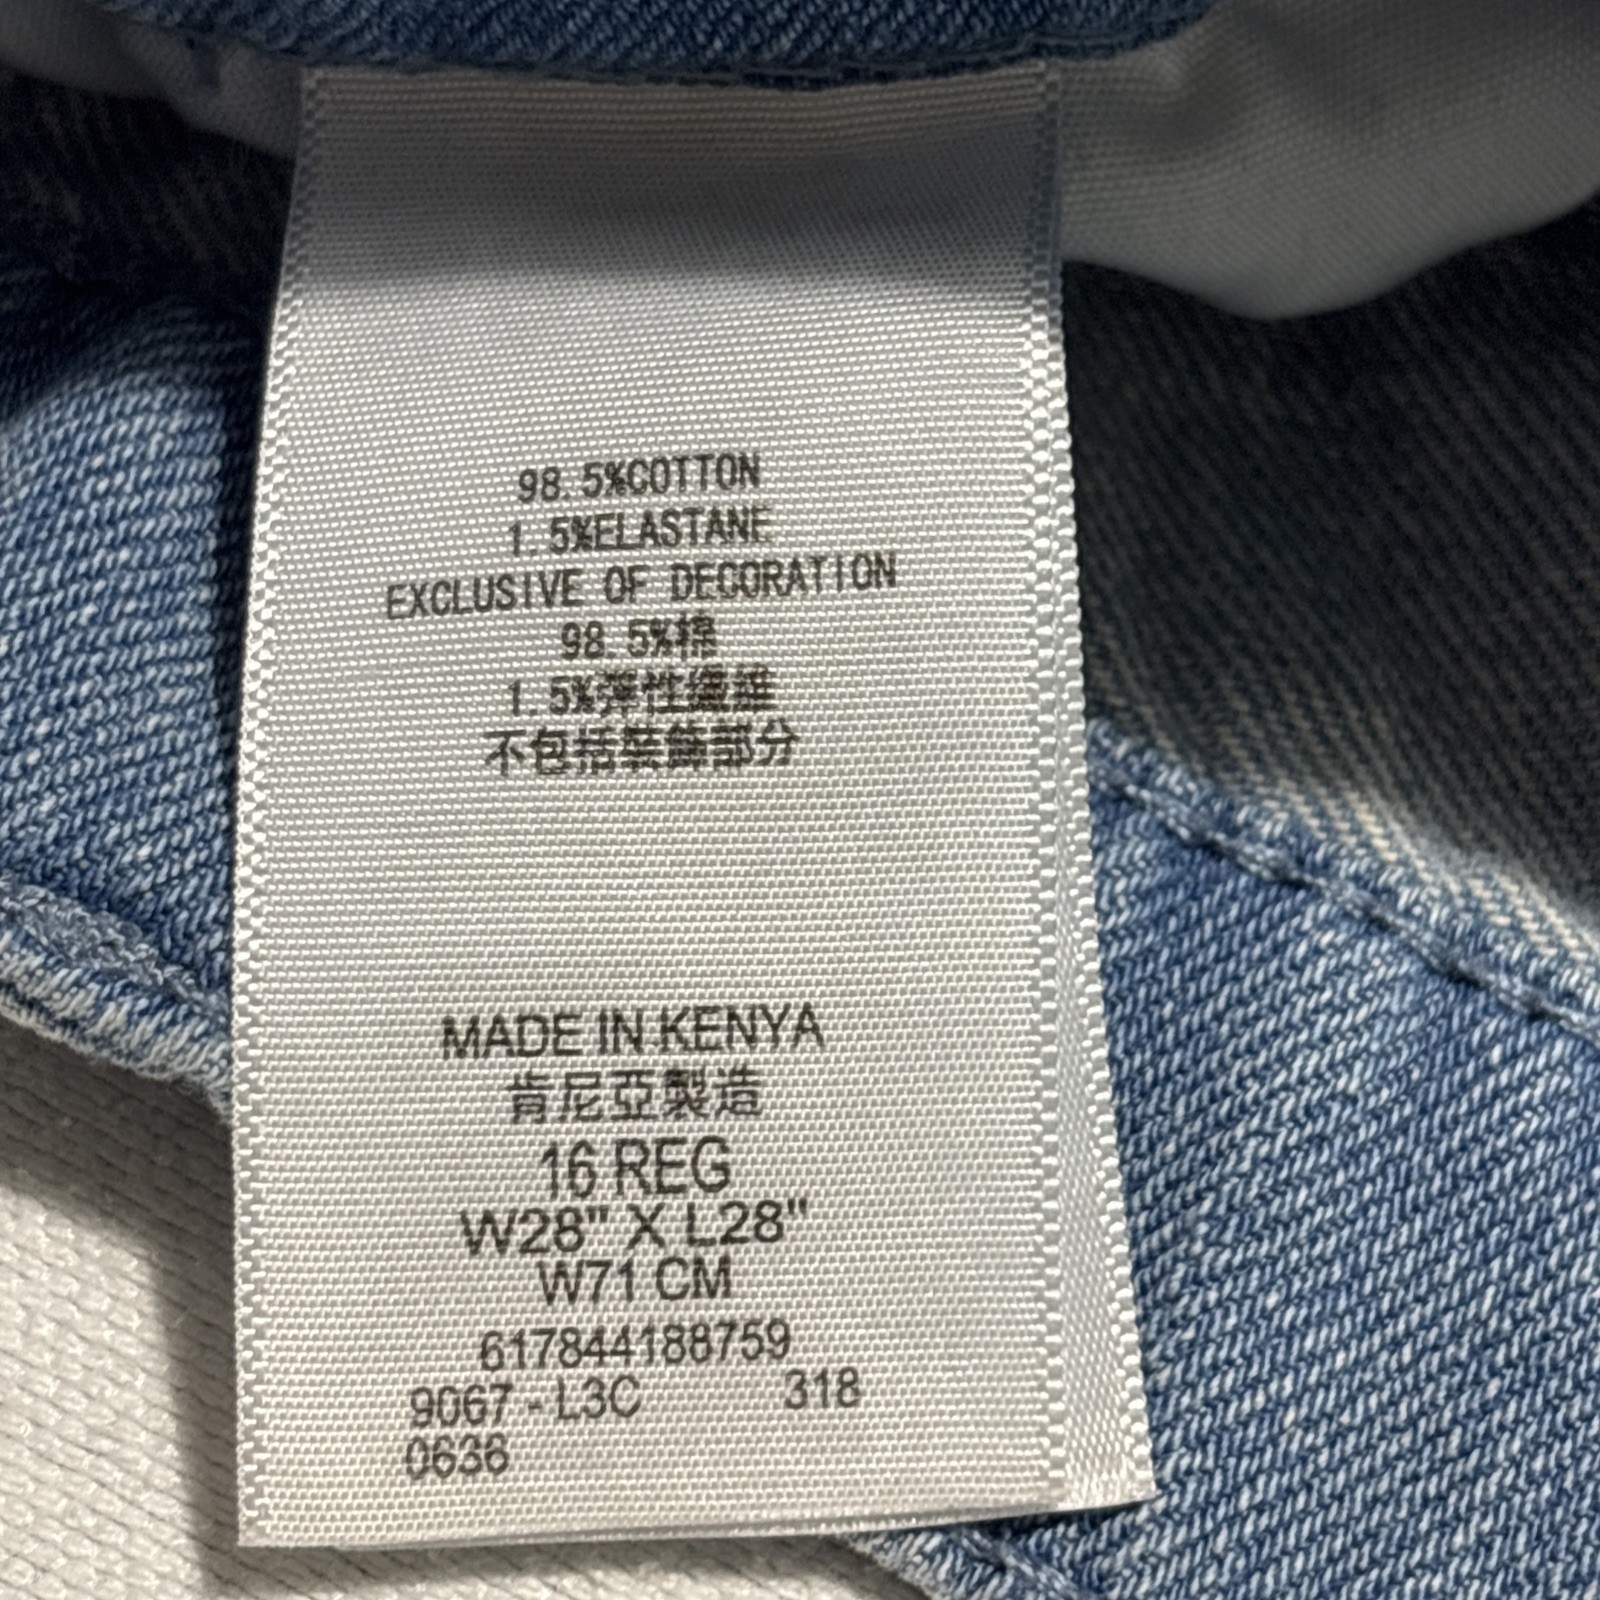 98.5%COTTON
1.5%ELASTANE
EXCLUSIVE OF DECORATION
98.5%棉
1.5%彈性纖維
不包括裝飾部分
MADE IN KENYA
肯尼亞製造
16 REG
W28" X L28"
W71 CM
617844188759
9067 - L3C 318
0636